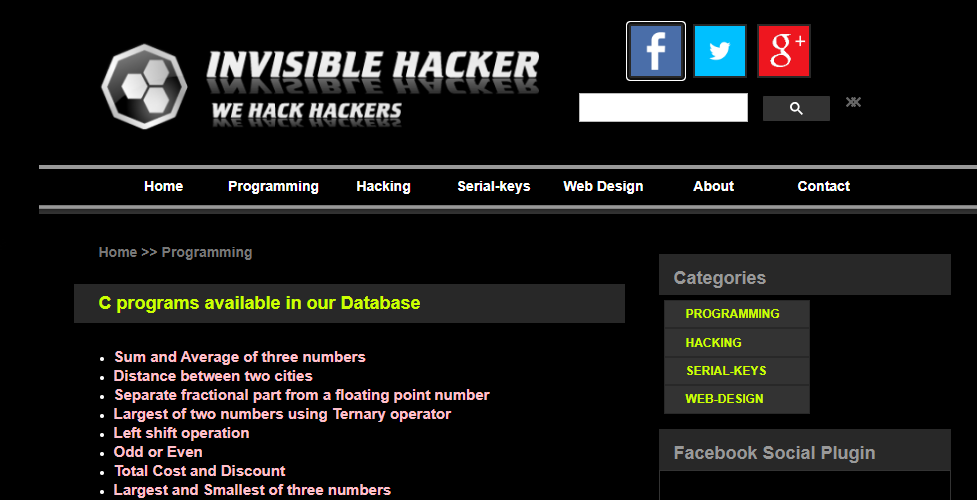 INVISIBLE HACKER
WE HACK HACKERS
f
g+
Home Programming Hacking Serial-keys Web Design About Contact
Home >> Programming
C programs available in our Database
• Sum and Average of three numbers
• Distance between two cities
• Separate fractional part from a floating point number
• Largest of two numbers using Ternary operator
• Left shift operation
• Odd or Even
• Total Cost and Discount
• Largest and Smallest of three numbers
Categories
PROGRAMMING
HACKING
SERIAL-KEYS
WEB-DESIGN
Facebook Social Plugin